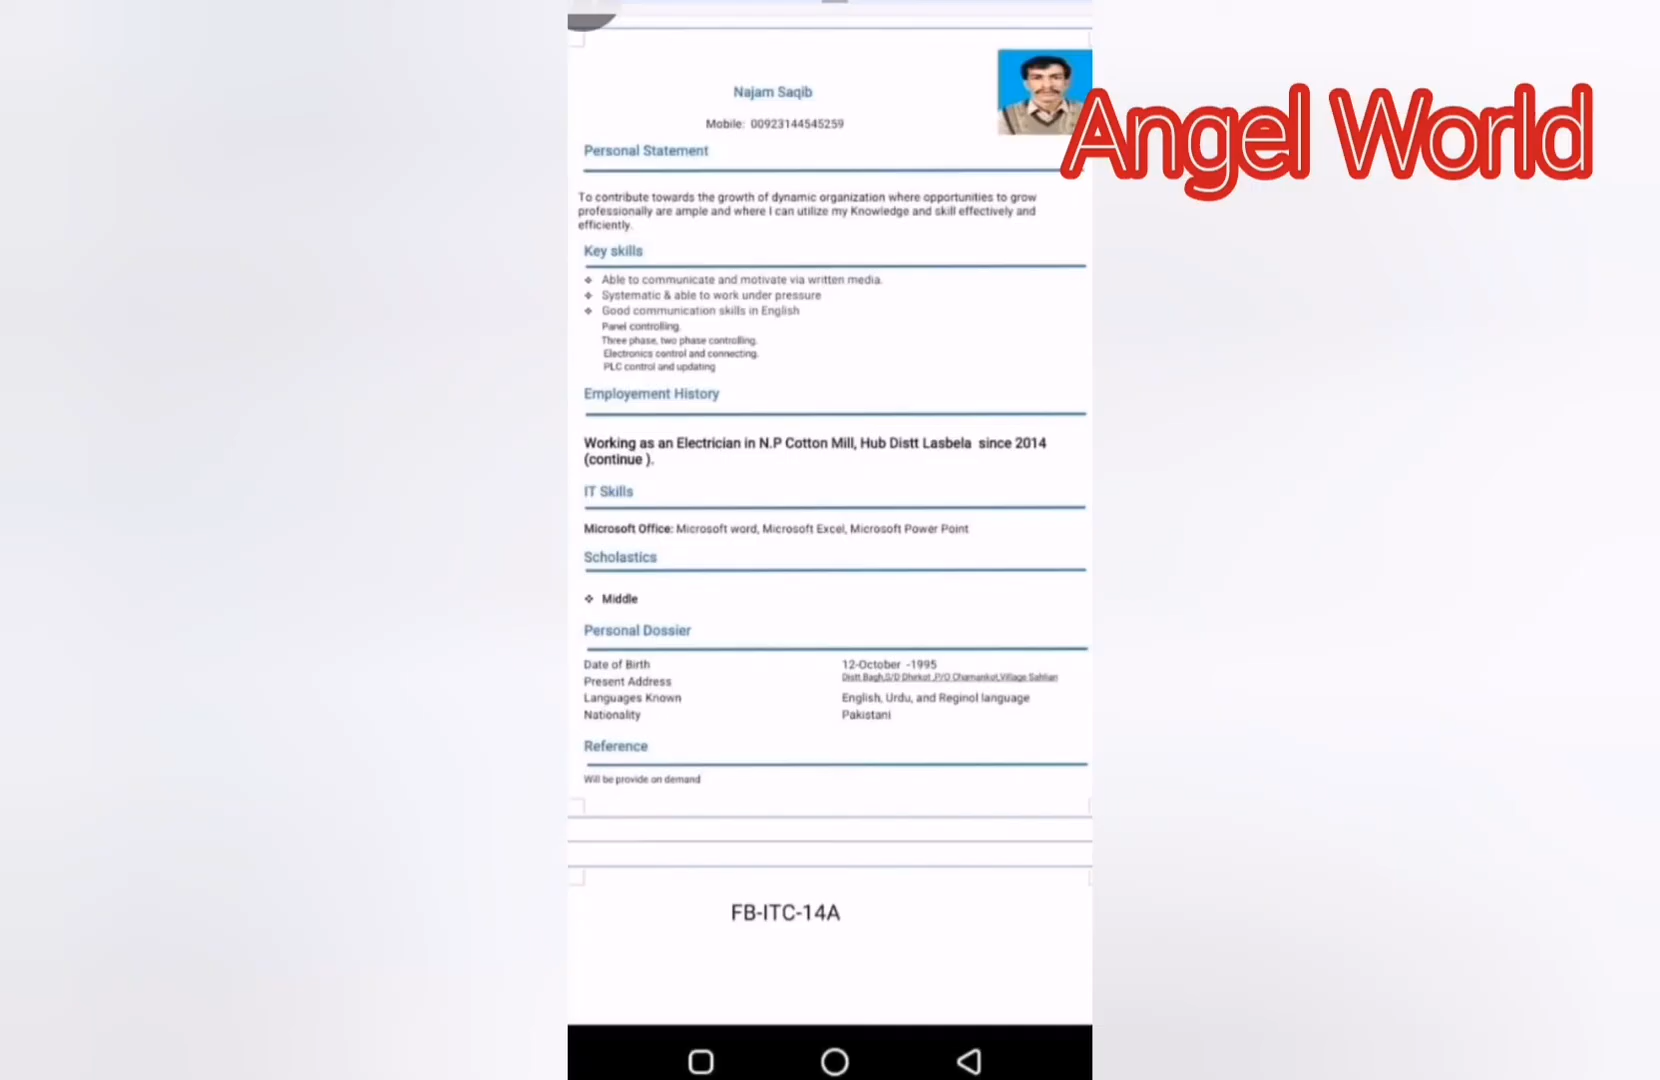 Najam Saqib
Mobile: 00923144545259
Angel World
Personal Statement
To contribute towards the growth of dynamic organization where opportunities to grow
professionally are ample and where I can utilize my Knowledge and skill effectively and
efficiently.
Key skills
❖ Able to communicate and motivate via written media.
❖ Systematic & able to work under pressure
❖ Good communication skills in English
Panel controlling.
Three phase, two phase controlling.
Electronics control and connecting.
PLC control and updating
Employement History
Working as an Electrician in N.P Cotton Mill, Hub Distt Lasbela since 2014
(continue ).
IT Skills
Microsoft Office: Microsoft word, Microsoft Excel, Microsoft Power Point
Scholastics
❖ Middle
Personal Dossier
Date of Birth 12-October -1995
Present Address Distt Bagh,S/D Dhirkot ,P/O Chamankot,Village Sahlian
Languages Known English, Urdu, and Reginol language
Nationality Pakistani
Reference
Will be provide on demand
FB-ITC-14A